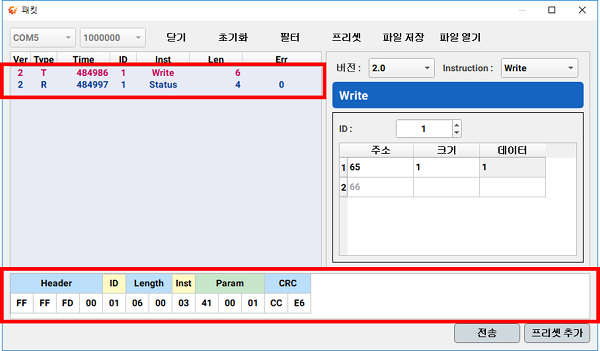 패킷
COM5 1000000 닫기 초기화 필터 프리셋 파일 저장 파일 열기
Ver Type Time ID Inst Len Err
2 T 484986 1 Write 6
2 R 484997 1 Status 4 0
버전 : 2.0 Instruction : Write
Write
ID : 1
주소 크기 데이터
1 65 1 1
2 66
Header ID Length Inst Param CRC
FF FF FD 00 01 06 00 03 41 00 01 CC E6
전송 프리셋 추가